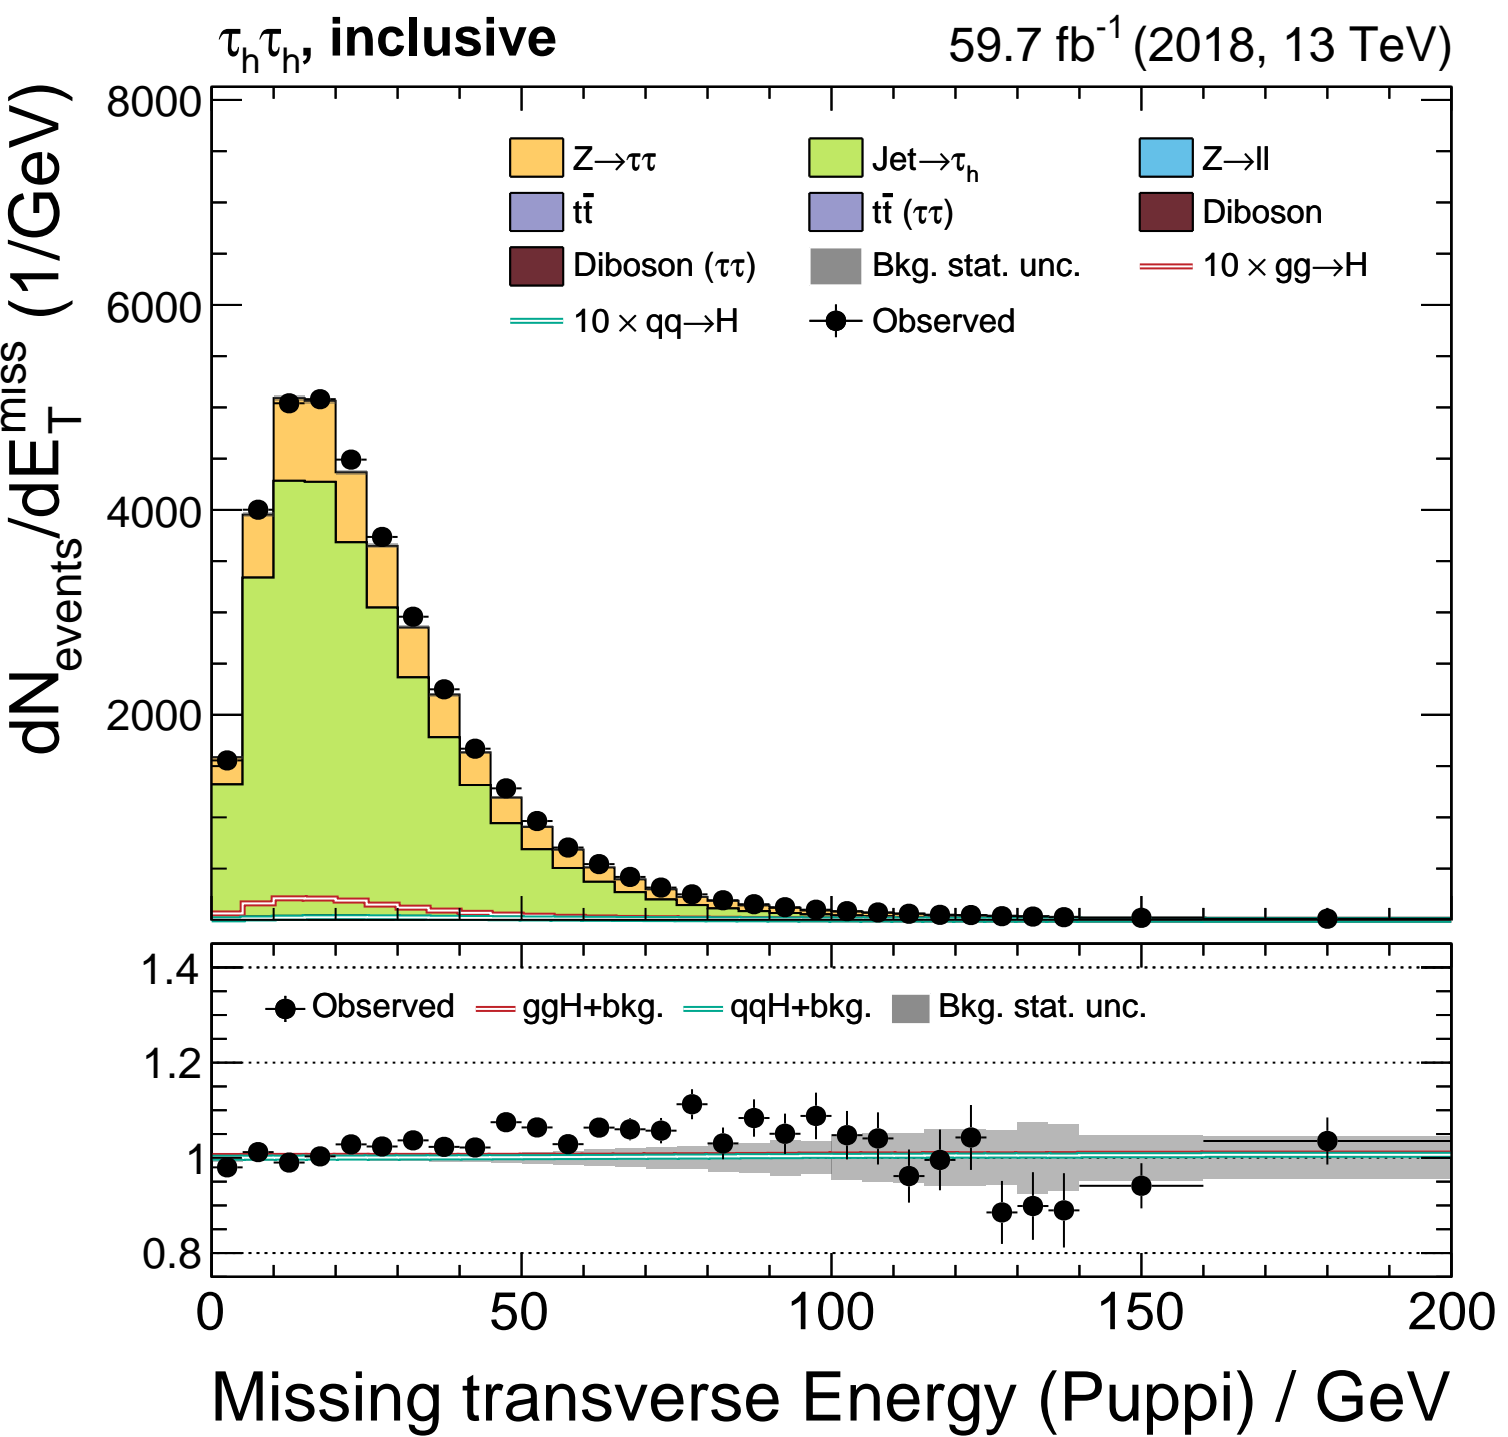 τhτh, inclusive
59.7 fb-1 (2018, 13 TeV)
dNevents/dETmiss (1/GeV)
8000
6000
4000
2000
Z→ττ Jet→τh Z→ll
tt̄ tt̄ (ττ) Diboson
Diboson (ττ) Bkg. stat. unc. 10 × gg→H
10 × qq→H Observed
1.4
1.2
1
0.8
Observed ggH+bkg. qqH+bkg. Bkg. stat. unc.
0 50 100 150 200
Missing transverse Energy (Puppi) / GeV